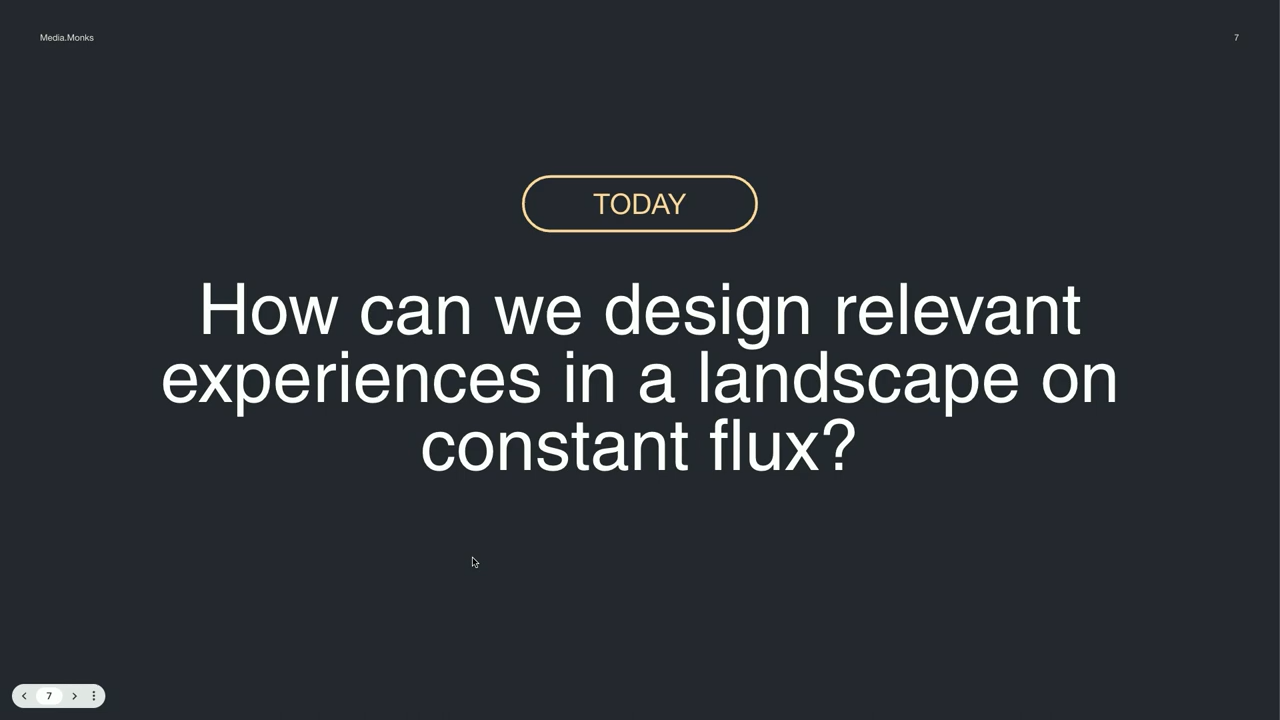 Media.Monks
7
TODAY
How can we design relevant
experiences in a landscape on
constant flux?
7